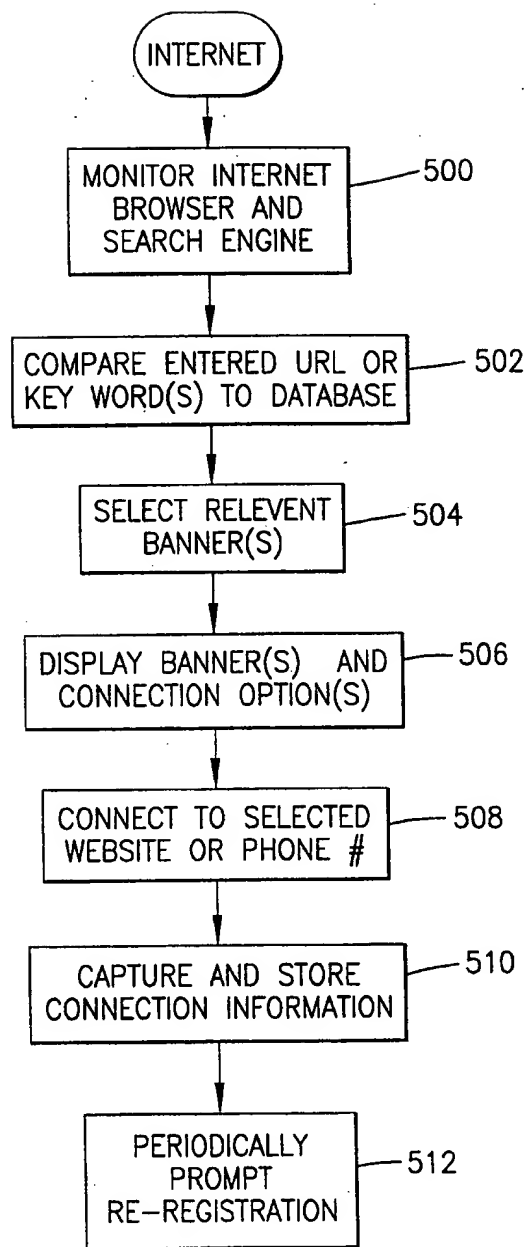 INTERNET
MONITOR INTERNET
BROWSER AND
SEARCH ENGINE
500
COMPARE ENTERED URL OR
KEY WORD(S) TO DATABASE
502
SELECT RELEVENT
BANNER(S)
504
DISPLAY BANNER(S) AND
CONNECTION OPTION(S)
506
CONNECT TO SELECTED
WEBSITE OR PHONE #
508
CAPTURE AND STORE
CONNECTION INFORMATION
510
PERIODICALLY
PROMPT
RE-REGISTRATION
512